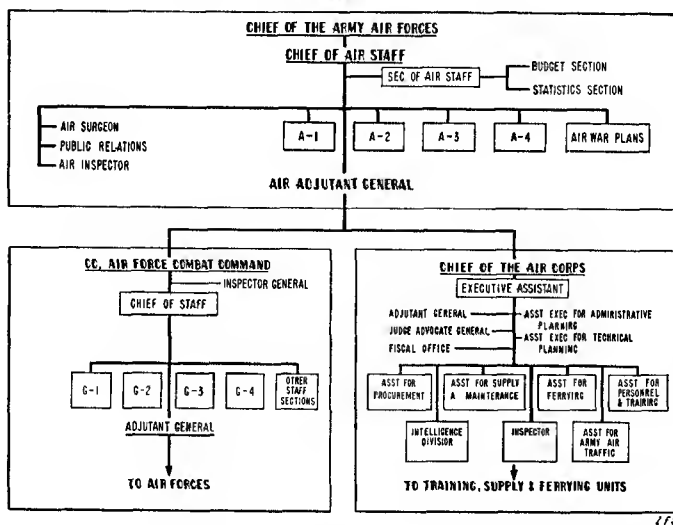 CHIEF OF THE ARMY AIR FORCES
CHIEF OF AIR STAFF
SEC OF AIR STAFF
BUDGET SECTION
STATISTICS SECTION
AIR SURGEON
PUBLIC RELATIONS
AIR INSPECTOR
A-1
A-2
A-3
A-4
AIR WAR PLANS
AIR ADJUTANT GENERAL
CG, AIR FORCE COMBAT COMMAND
INSPECTOR GENERAL
CHIEF OF STAFF
G-1
G-2
G-3
G-4
OTHER
STAFF
SECTIONS
ADJUTANT GENERAL
TO AIR FORCES
CHIEF OF THE AIR CORPS
EXECUTIVE ASSISTANT
ADJUTANT GENERAL
JUDGE ADVOCATE GENERAL
FISCAL OFFICE
ASST EXEC FOR ADMINISTRATIVE
PLANNING
ASST EXEC FOR TECHNICAL
PLANNING
ASST FOR
PROCUREMENT
ASST FOR SUPPLY
& MAINTENANCE
ASST FOR
FERRYING
ASST FOR
PERSONNEL
& TRAINING
INTELLIGENCE
DIVISION
INSPECTOR
ASST FOR
ARMY AIR
TRAFFIC
TO TRAINING, SUPPLY & FERRYING UNITS